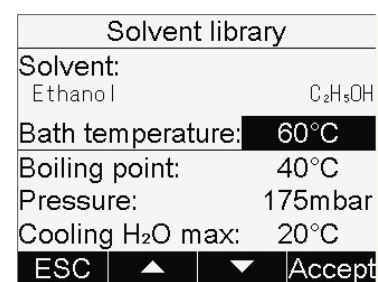 Solvent library
Solvent:
Ethanol C₂H₅OH
Bath temperature: 60°C
Boiling point: 40°C
Pressure: 175mbar
Cooling H₂O max: 20°C
ESC ▲ ▼ Accept